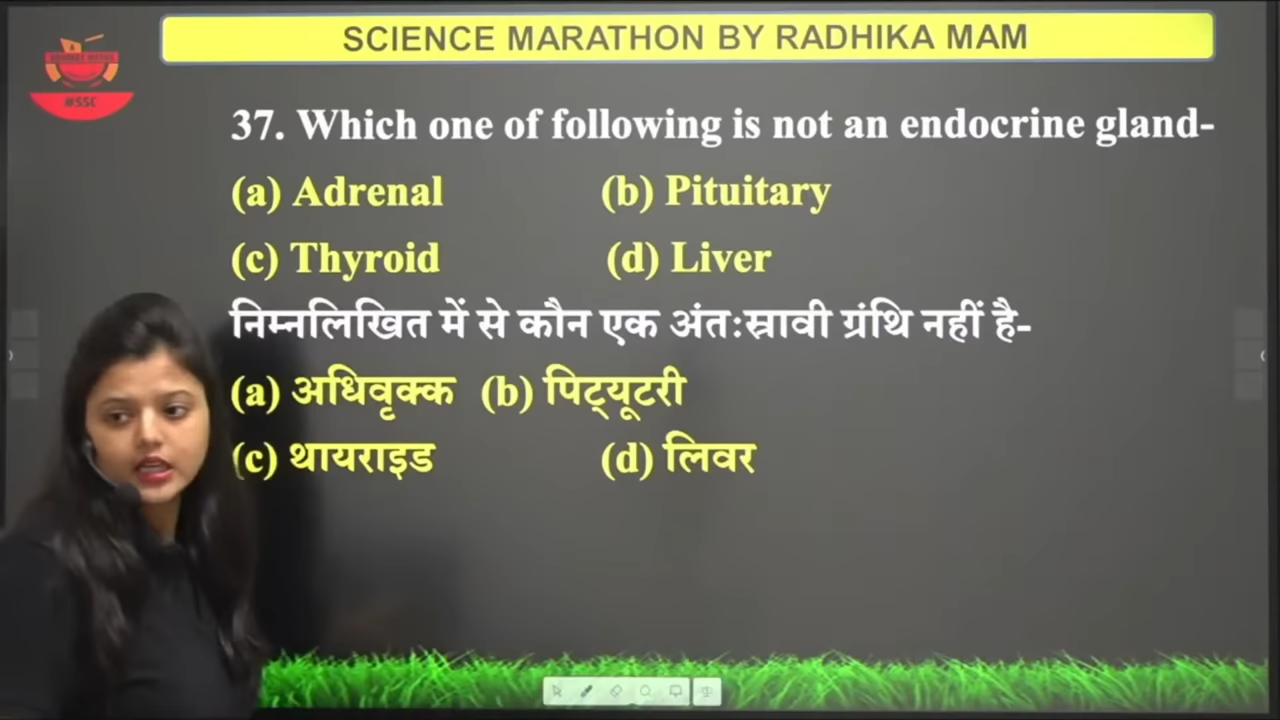 SCIENCE MARATHON BY RADHIKA MAM
#SSC
37. Which one of following is not an endocrine gland-
(a) Adrenal (b) Pituitary
(c) Thyroid (d) Liver
निम्नलिखित में से कौन एक अंतःस्रावी ग्रंथि नहीं है-
(a) अधिवृक्क (b) पिट्यूटरी
(c) थायराइड (d) लिवर